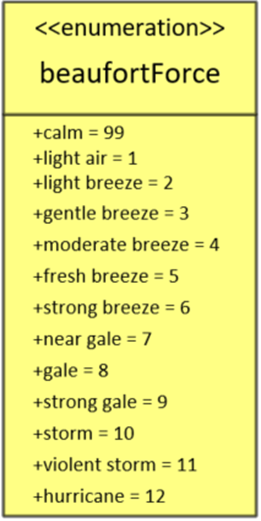 <<enumeration>>
beaufortForce
+calm = 99
+light air = 1
+light breeze = 2
+gentle breeze = 3
+moderate breeze = 4
+fresh breeze = 5
+strong breeze = 6
+near gale = 7
+gale = 8
+strong gale = 9
+storm = 10
+violent storm = 11
+hurricane = 12